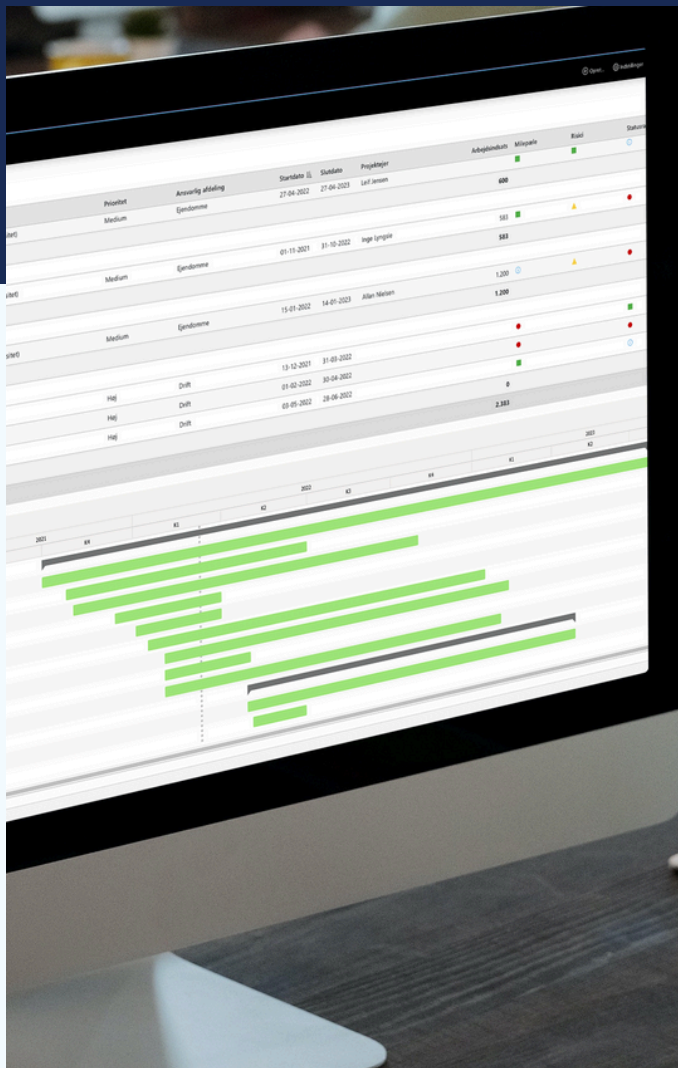 Opret... Indstillinger
Prioritet Ansvarlig afdeling Startdato Slutdato Projektejer Arbejdsindsats Milepæle Risici
Medium Ejendomme 27-04-2022 27-04-2023 Leif Jensen
600
Medium Ejendomme 01-11-2021 31-10-2022 Inge Lyngsie 583
583
Medium Ejendomme 15-01-2022 14-01-2023 Allan Nielsen 1.200
1.200
Høj Drift 13-12-2021 31-03-2022
Høj Drift 01-02-2022 30-04-2022
Høj Drift 03-05-2022 28-06-2022
0
2.383
2021 2022 2023
K4 K1 K2 K3 K4 K1 K2